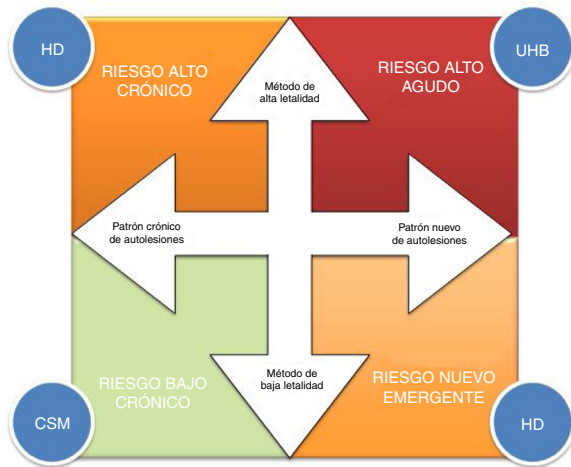 HD
UHB
RIESGO ALTO
CRÓNICO
Método de
alta letalidad
RIESGO ALTO
AGUDO
Patrón crónico
de autolesiones
Patrón nuevo
de autolesiones
RIESGO BAJO
CRÓNICO
Método de
baja letalidad
RIESGO NUEVO
EMERGENTE
CSM
HD